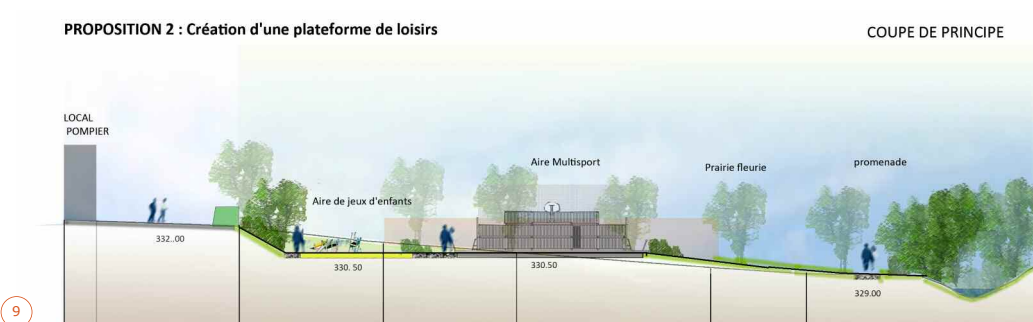 PROPOSITION 2 : Création d'une plateforme de loisirs
COUPE DE PRINCIPE
LOCAL
POMPIER
Aire de jeux d'enfants
Aire Multisport
Prairie fleurie
promenade
332..00
330. 50
330.50
329.00
9